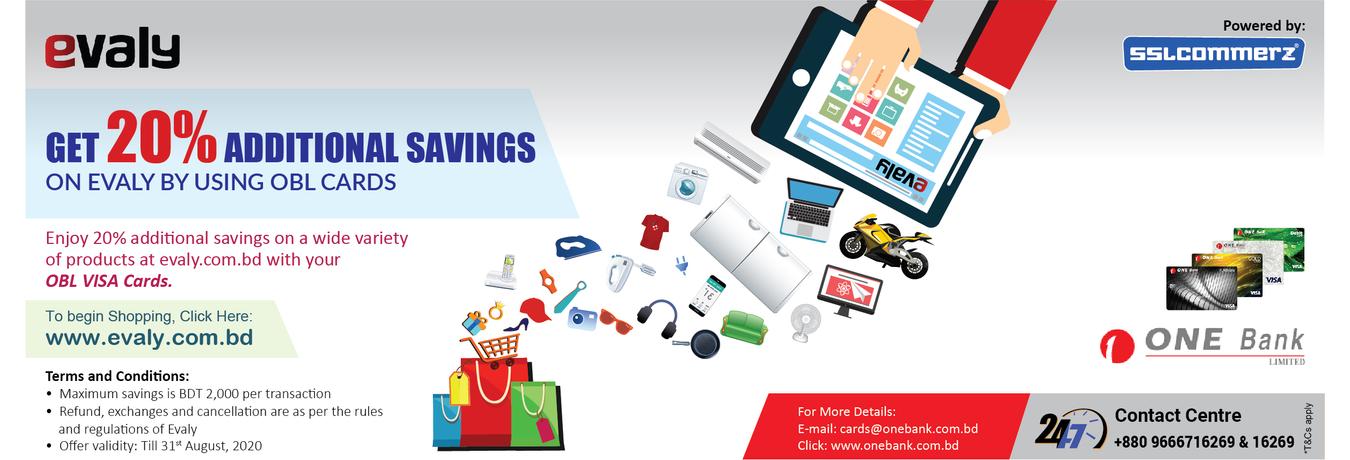 evaly
Powered by:
SSLCOMMERZ
GET 20% ADDITIONAL SAVINGS
ON EVALY BY USING OBL CARDS
Enjoy 20% additional savings on a wide variety
of products at evaly.com.bd with your
OBL VISA Cards.
To begin Shopping, Click Here:
www.evaly.com.bd
Terms and Conditions:
• Maximum savings is BDT 2,000 per transaction
• Refund, exchanges and cancellation are as per the rules
and regulations of Evaly
• Offer validity: Till 31st August, 2020
evaly
ONE Bank
LIMITED
For More Details:
E-mail: cards@onebank.com.bd
Click: www.onebank.com.bd
247
Contact Centre
+880 9666716269 & 16269
*T&Cs apply